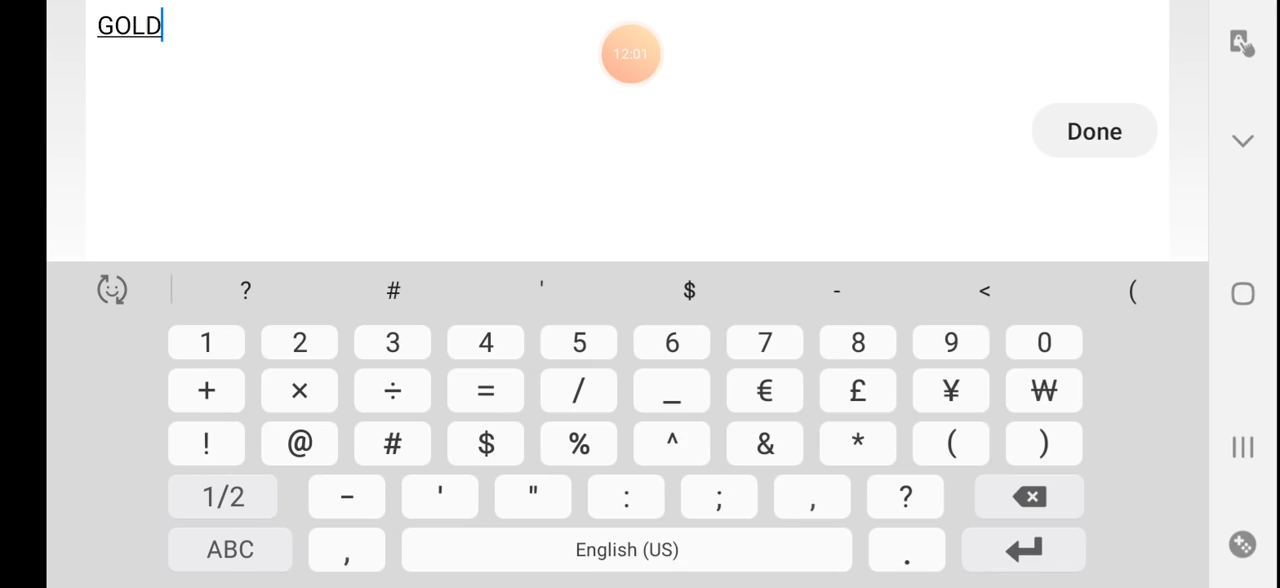 GOLD
12:01
Done
? # ' $ - < (
1 2 3 4 5 6 7 8 9 0
+ × ÷ = / _ € £ ¥ ₩
! @ # $ % ^ & * ( )
1/2 - ' " : ; , ?
ABC , English (US) .